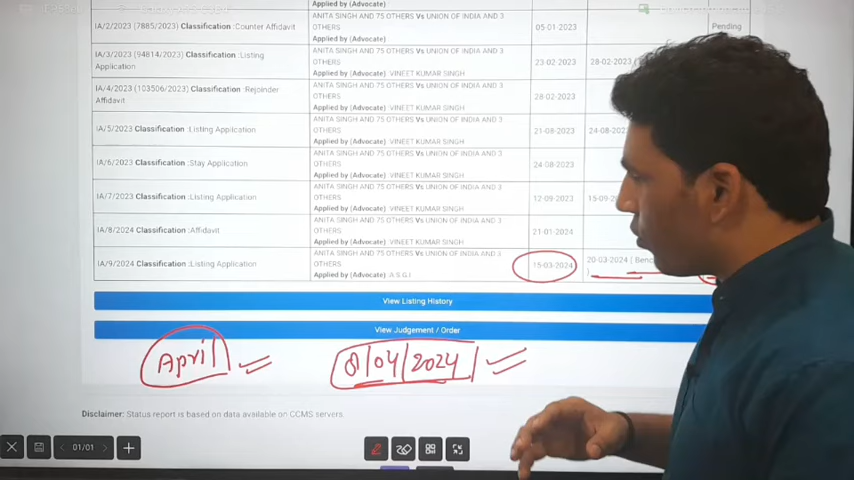 Applied by (Advocate)
IA/2/2023 (7885/2023) Classification :Counter Affidavit
ANITA SINGH AND 75 OTHERS Vs UNION OF INDIA AND 3
OTHERS
Applied by (Advocate)
05-01-2023
Pending
IA/3/2023 (94814/2023) Classification :Listing
Application
ANITA SINGH AND 75 OTHERS Vs UNION OF INDIA AND 3
OTHERS
Applied by (Advocate) :VINEET KUMAR SINGH
23-02-2023
28-02-2023
IA/4/2023 (103506/2023) Classification :Rejoinder
Affidavit
ANITA SINGH AND 75 OTHERS Vs UNION OF INDIA AND 3
OTHERS
Applied by (Advocate) :VINEET KUMAR SINGH
28-02-2023
IA/5/2023 Classification :Listing Application
ANITA SINGH AND 75 OTHERS Vs UNION OF INDIA AND 3
OTHERS
Applied by (Advocate) :VINEET KUMAR SINGH
21-08-2023
24-08-202
IA/6/2023 Classification :Stay Application
ANITA SINGH AND 75 OTHERS Vs UNION OF INDIA AND 3
OTHERS
Applied by (Advocate) :VINEET KUMAR SINGH
24-08-2023
IA/7/2023 Classification :Listing Application
ANITA SINGH AND 75 OTHERS Vs UNION OF INDIA AND 3
OTHERS
Applied by (Advocate) :VINEET KUMAR SINGH
12-09-2023
15-09-
IA/8/2024 Classification :Affidavit
ANITA SINGH AND 75 OTHERS Vs UNION OF INDIA AND 3
OTHERS
Applied by (Advocate) :VINEET KUMAR SINGH
21-01-2024
IA/9/2024 Classification :Listing Application
ANITA SINGH AND 75 OTHERS Vs UNION OF INDIA AND 3
OTHERS
Applied by (Advocate) :A.S.G.I.
15-03-2024
20-03-2024 [ Benc
]
View Listing History
View Judgement / Order
April
01/04/2024
Disclaimer: Status report is based on data available on CCMS servers.
01/01